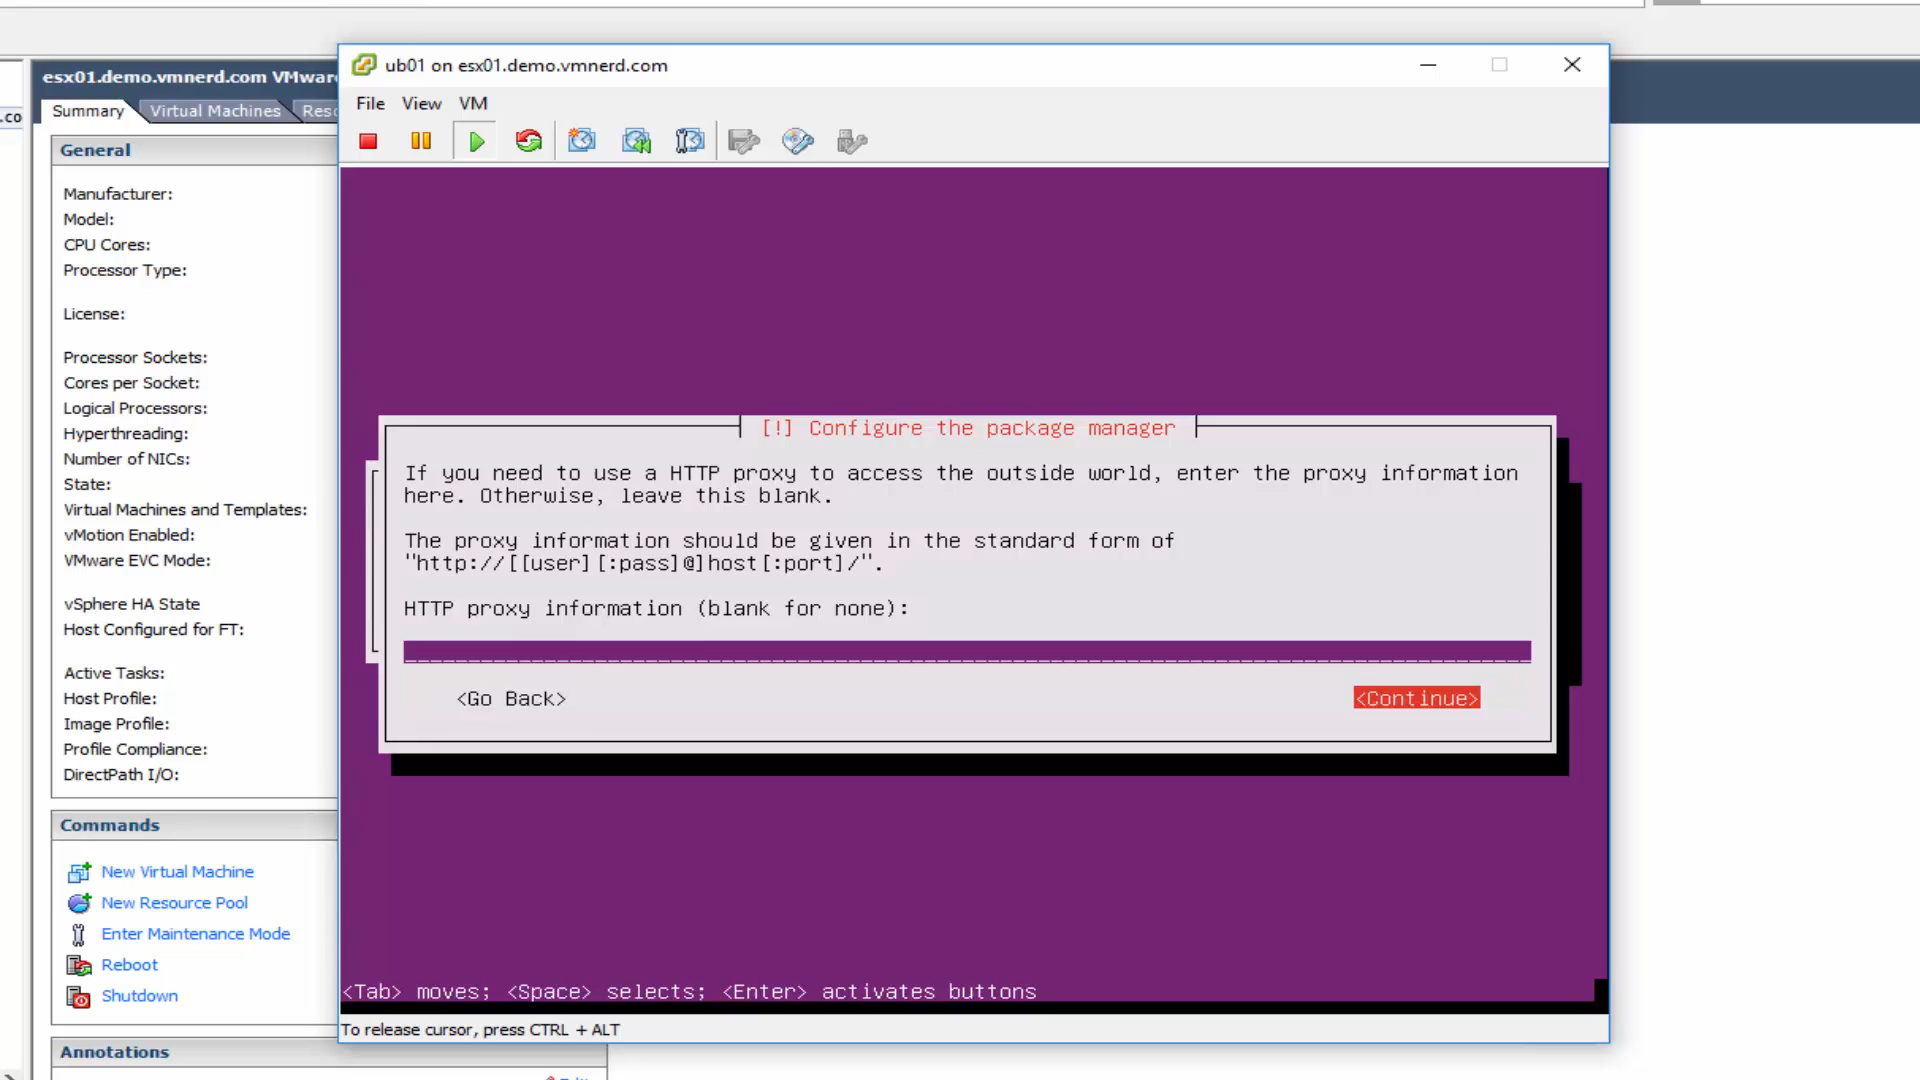 .co
esx01.demo.vmnerd.com VMware
Summary
Virtual Machines
General
Manufacturer:
Model:
CPU Cores:
Processor Type:
License:
Processor Sockets:
Cores per Socket:
Logical Processors:
Hyperthreading:
Number of NICs:
State:
Virtual Machines and Templates:
vMotion Enabled:
VMware EVC Mode:
vSphere HA State
Host Configured for FT:
Active Tasks:
Host Profile:
Image Profile:
Profile Compliance:
DirectPath I/O:
Commands
New Virtual Machine
New Resource Pool
Enter Maintenance Mode
Reboot
Shutdown
Annotations
ub01 on esx01.demo.vmnerd.com
File View VM
[!] Configure the package manager
If you need to use a HTTP proxy to access the outside world, enter the proxy information
here. Otherwise, leave this blank.
The proxy information should be given in the standard form of
"http://[[user][:pass]@]host[:port]/".
HTTP proxy information (blank for none):
<Go Back>
<Continue>
<Tab> moves; <Space> selects; <Enter> activates buttons
To release cursor, press CTRL + ALT